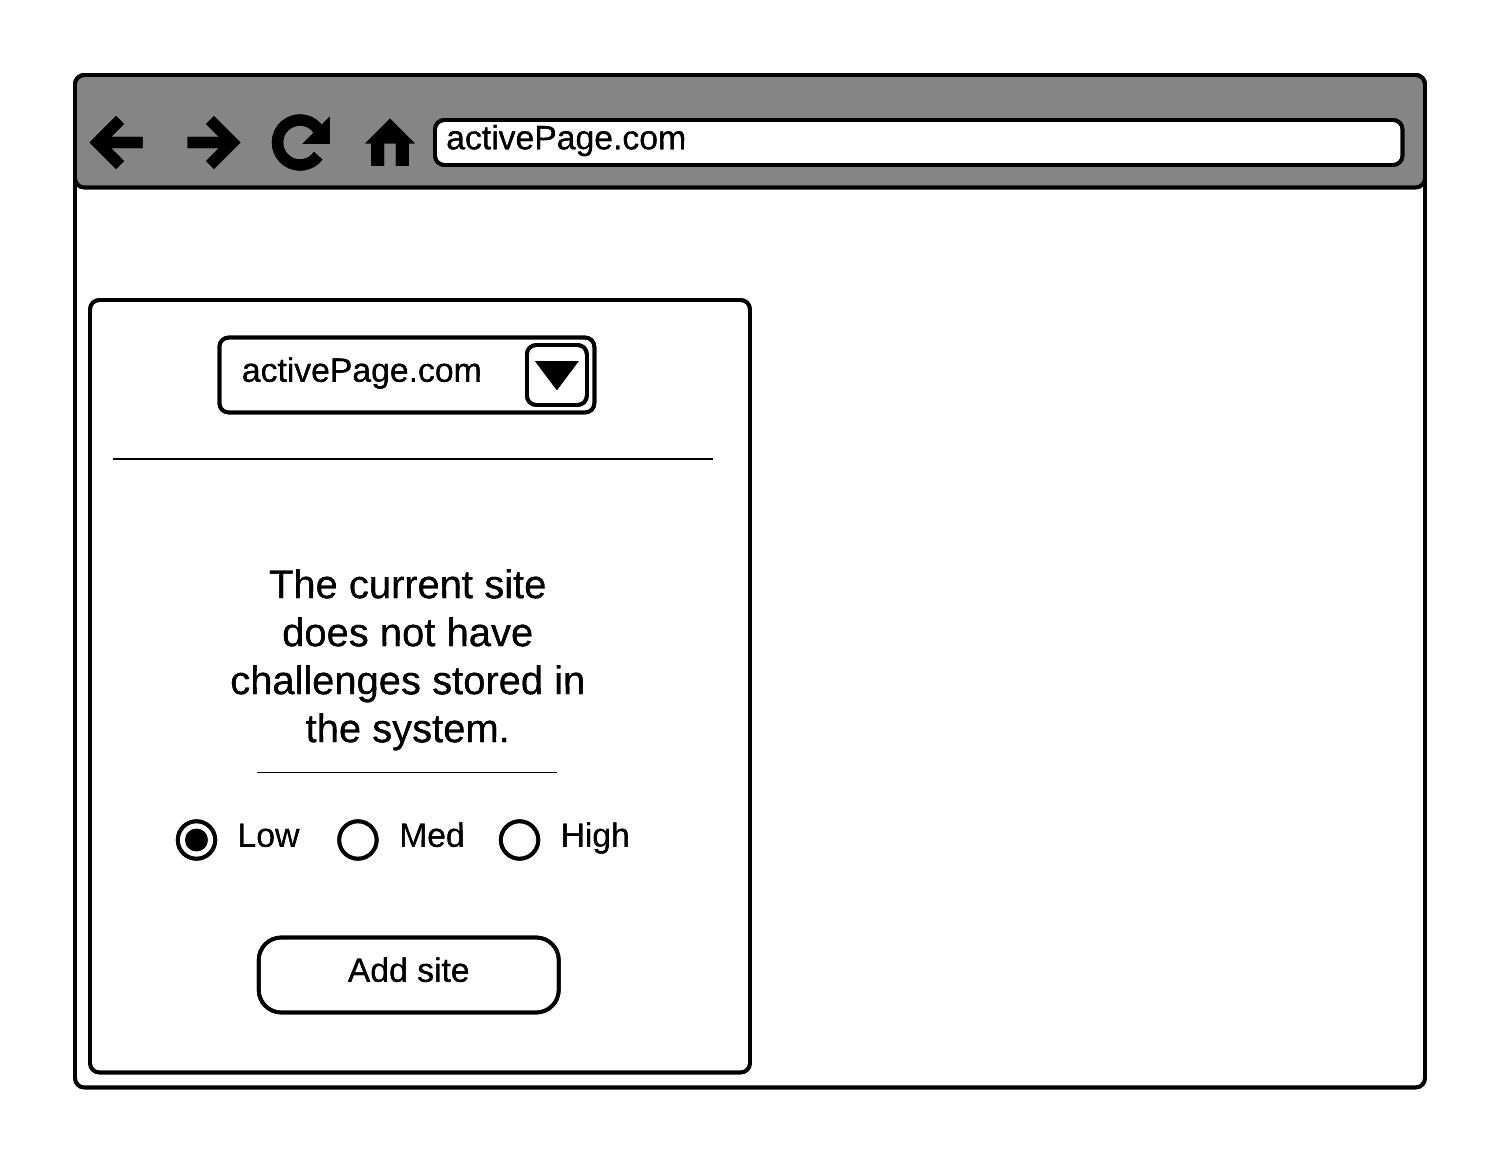 activePage.com
activePage.com
The current site
does not have
challenges stored in
the system.
Low Med High
Add site